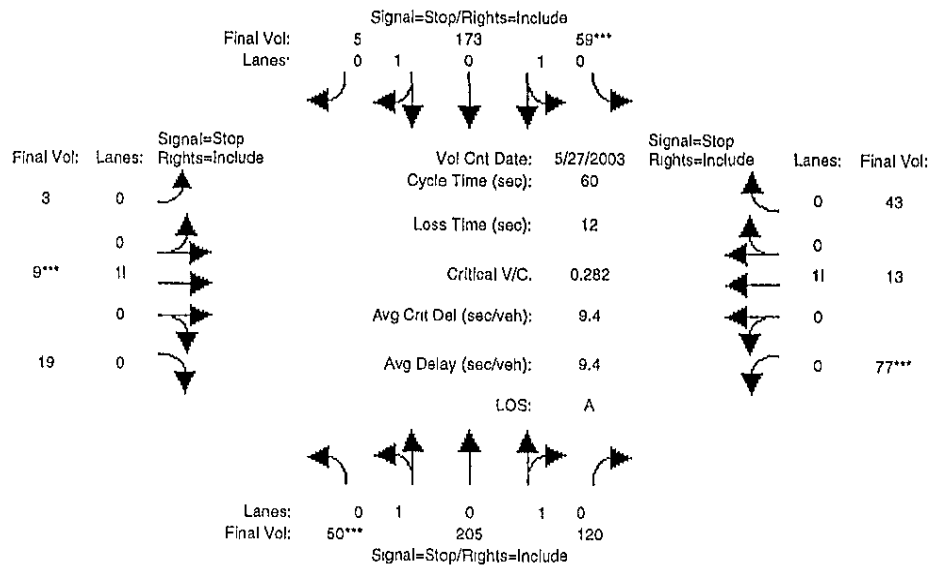 Signal=Stop/Rights=Include
Final Vol: 5 173 59***
Lanes: 0 1 0 1 0
Signal=Stop
Final Vol: Lanes: Rights=Include
Vol Cnt Date: 5/27/2003
Signal=Stop
Rights=Include Lanes: Final Vol:
Cycle Time (sec): 60
3 0
0 43
Loss Time (sec): 12
0
0
9*** 1!
Critical V/C. 0.282
1! 13
0
Avg Crit Del (sec/veh): 9.4
0
19 0
Avg Delay (sec/veh): 9.4
0 77***
LOS: A
Lanes: 0 1 0 1 0
Final Vol: 50*** 205 120
Signal=Stop/Rights=Include